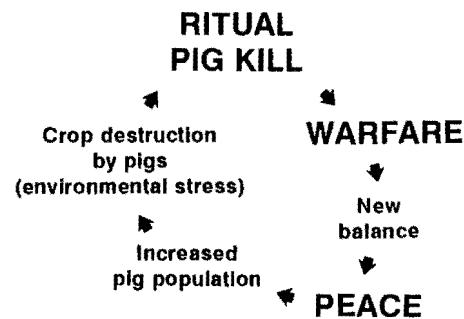 RITUAL
PIG KILL
WARFARE
New
balance
PEACE
Increased
pig population
Crop destruction
by pigs
(environmental stress)